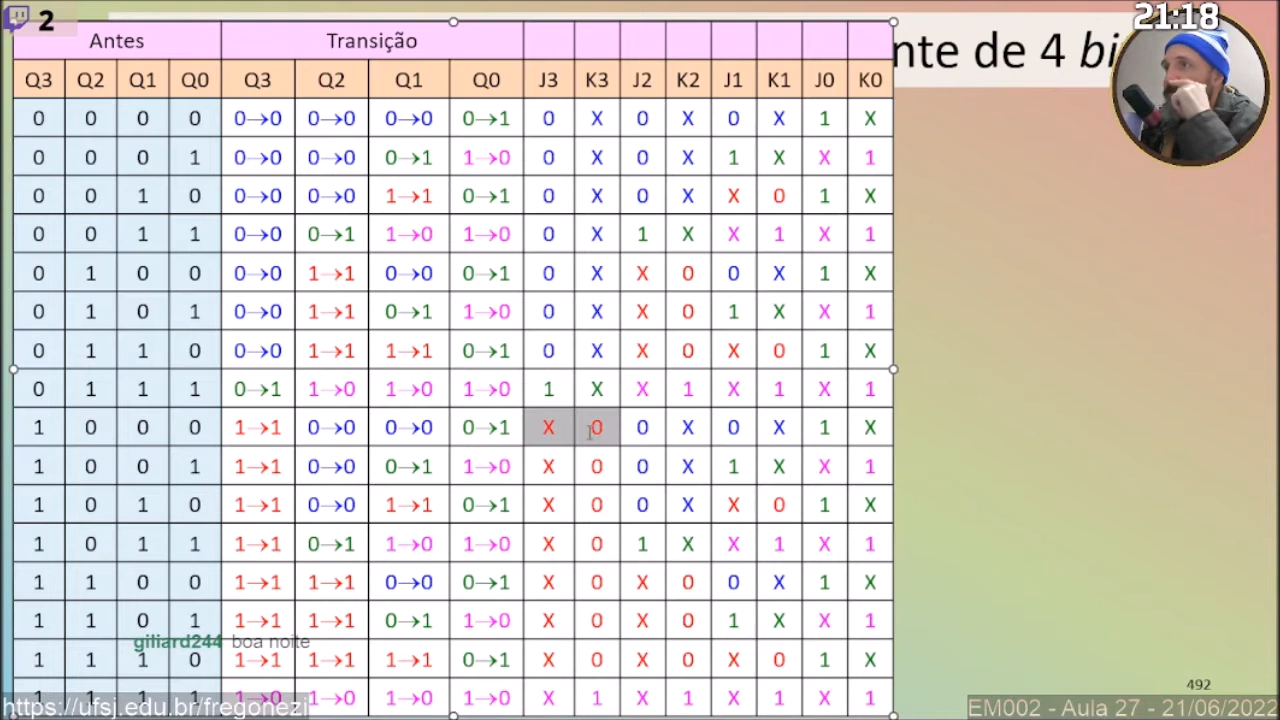 2
21:18
nte de 4 bi
Antes Transição
Q3 Q2 Q1 Q0 Q3 Q2 Q1 Q0 J3 K3 J2 K2 J1 K1 J0 K0
0 0 0 0 0→0 0→0 0→0 0→1 0 X 0 X 0 X 1 X
0 0 0 1 0→0 0→0 0→1 1→0 0 X 0 X 1 X X 1
0 0 1 0 0→0 0→0 1→1 0→1 0 X 0 X X 0 1 X
0 0 1 1 0→0 0→1 1→0 1→0 0 X 1 X X 1 X 1
0 1 0 0 0→0 1→1 0→0 0→1 0 X X 0 0 X 1 X
0 1 0 1 0→0 1→1 0→1 1→0 0 X X 0 1 X X 1
0 1 1 0 0→0 1→1 1→1 0→1 0 X X 0 X 0 1 X
0 1 1 1 0→1 1→0 1→0 1→0 1 X X 1 X 1 X 1
1 0 0 0 1→1 0→0 0→0 0→1 X 0 0 X 0 X 1 X
1 0 0 1 1→1 0→0 0→1 1→0 X 0 0 X 1 X X 1
1 0 1 0 1→1 0→0 1→1 0→1 X 0 0 X X 0 1 X
1 0 1 1 1→1 0→1 1→0 1→0 X 0 1 X X 1 X 1
1 1 0 0 1→1 1→1 0→0 0→1 X 0 X 0 0 X 1 X
1 1 0 1 1→1 1→1 0→1 1→0 X 0 X 0 1 X X 1
giliard244 boa noite
1 1 1 0 1→1 1→1 1→1 0→1 X 0 X 0 X 0 1 X
1 1 1 1 1→0 1→0 1→0 1→0 X 1 X 1 X 1 X 1
492
https://ufsj.edu.br/fregonezi
EM002 - Aula 27 - 21/06/2022